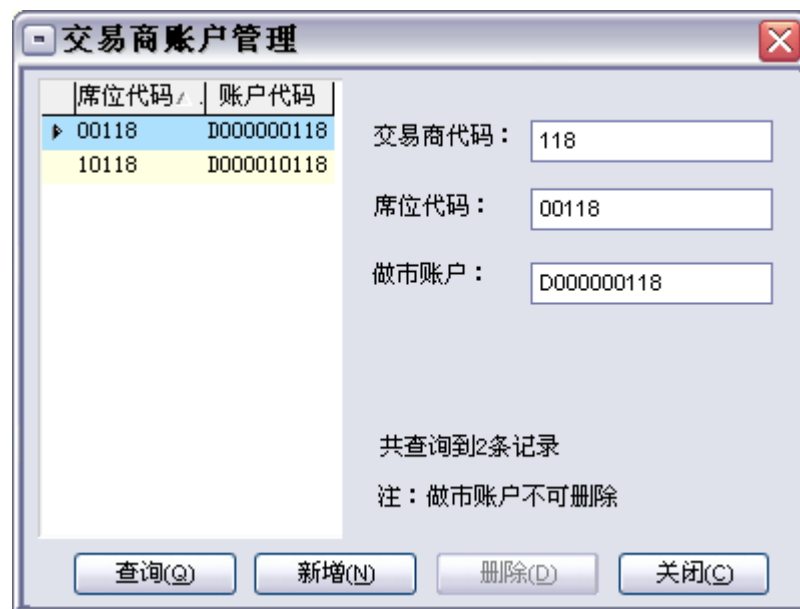 交易商账户管理
席位代码 账户代码
00118 D000000118
10118 D000010118
交易商代码： 118
席位代码： 00118
做市账户： D000000118
共查询到2条记录
注：做市账户不可删除
查询(Q) 新增(N) 删除(D) 关闭(C)